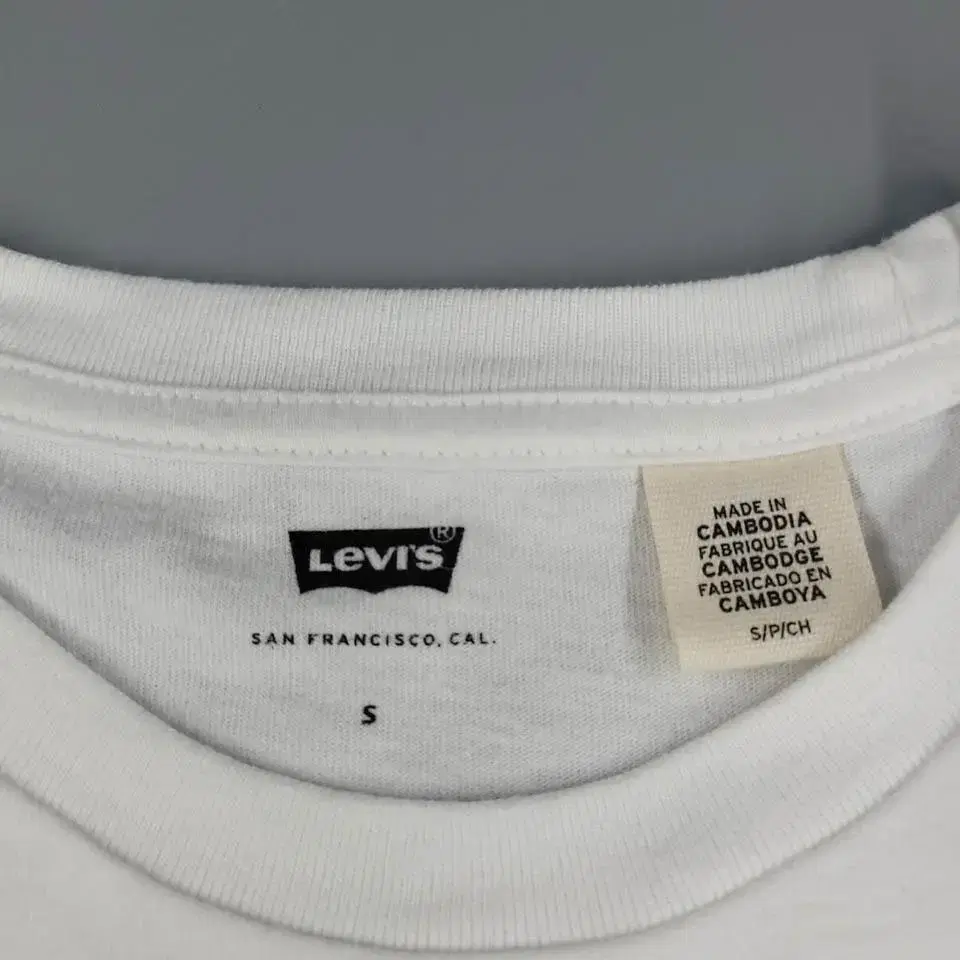 LEVI'S®
SAN FRANCISCO, CAL.
S
MADE IN
CAMBODIA
FABRIQUE AU
CAMBODGE
FABRICADO EN
CAMBOYA
S/P/CH